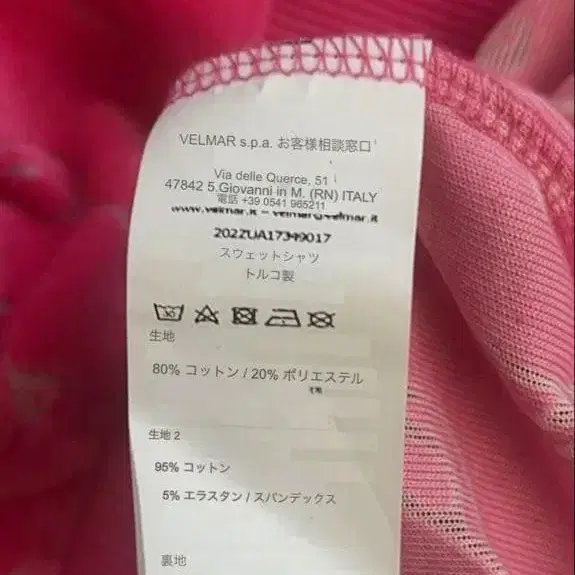 VELMAR s.p.a. お客様相談窓口
Via delle Querce, 51
47842 5.Giovanni in M. (RN) ITALY
電話 +39 0541 965211
www.velmar.it – velmar@velmar.it
202ZUA17349017
スウェットシャツ
トルコ製
30
生地
80% コットン / 20% ポリエステル
生地 2
95% コットン
5% エラスタン / スパンデックス
裏地